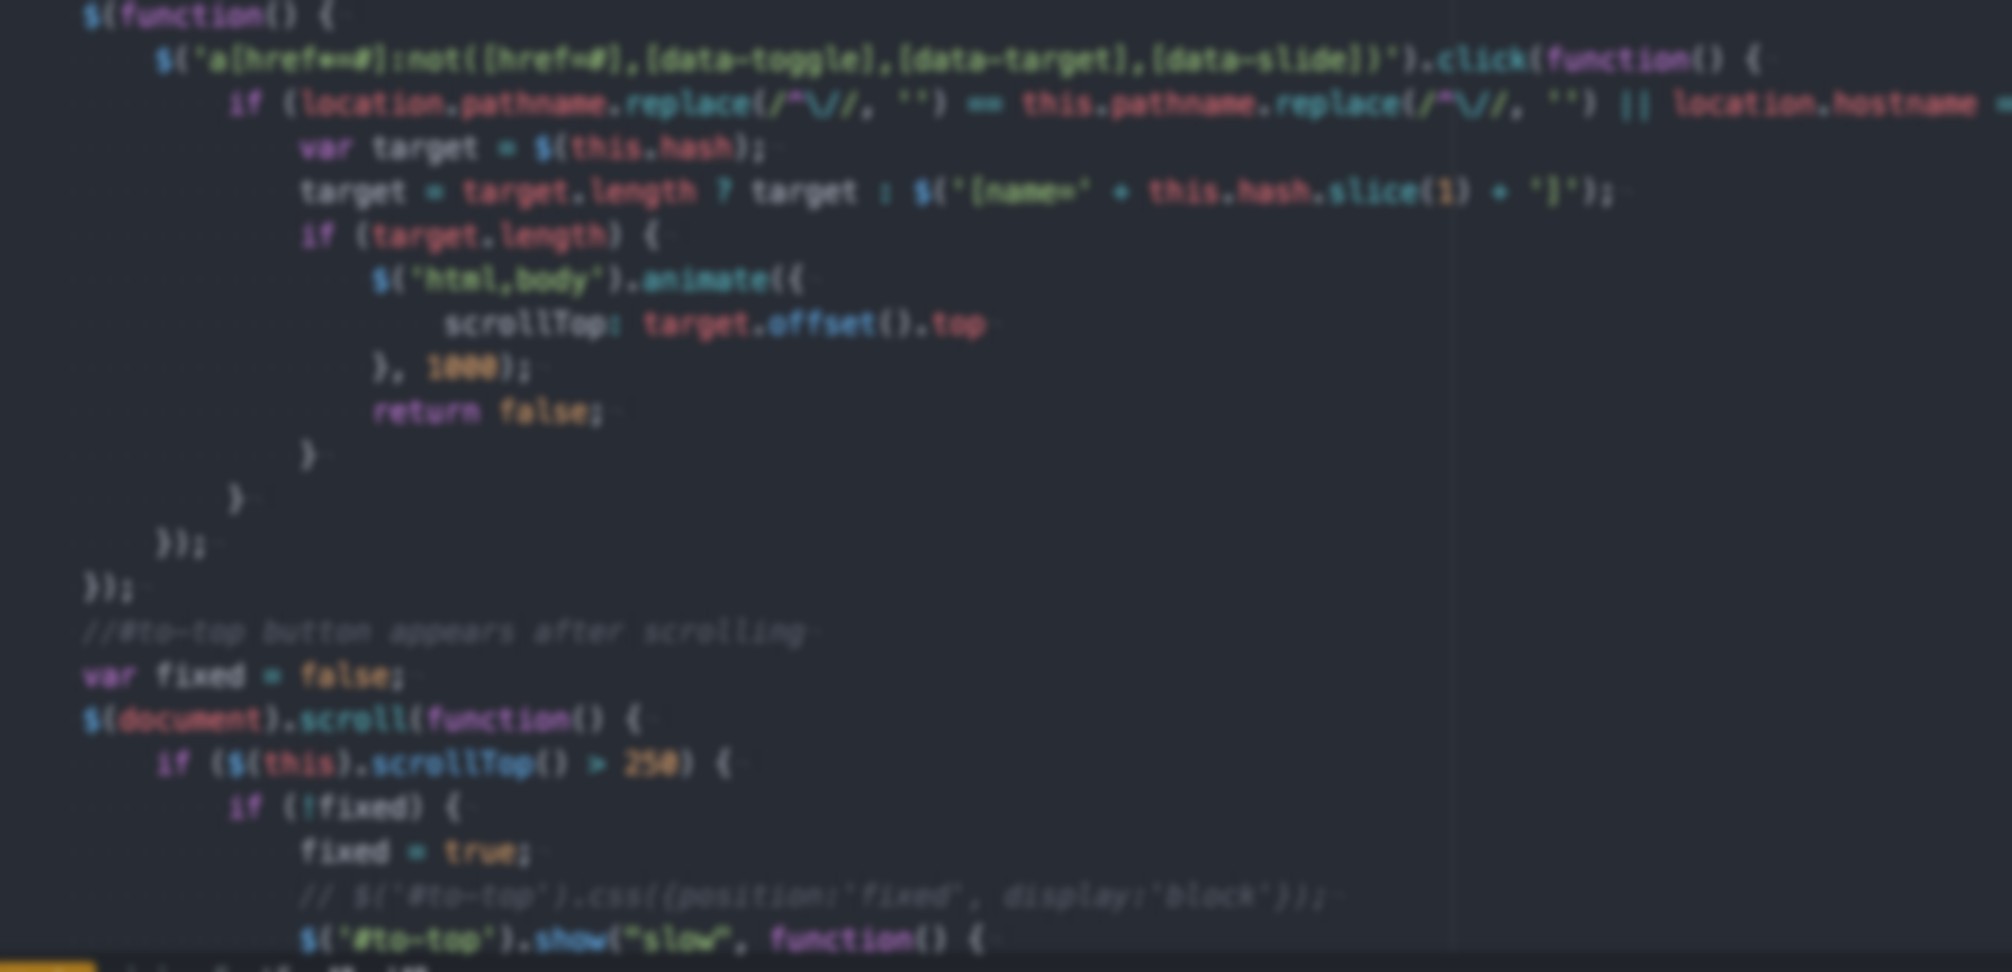 $(function() {
$('a[href*=#]:not([href=#],[data-toggle],[data-target],[data-slide])').click(function() {
if (location.pathname.replace(/^\//, '') == this.pathname.replace(/^\//, '') || location.hostname =
var target = $(this.hash);
target = target.length ? target : $('[name=' + this.hash.slice(1) + ']');
if (target.length) {
$('html,body').animate({
scrollTop: target.offset().top
}, 1000);
return false;
}
}
});
});
//#to-top button appears after scrolling
var fixed = false;
$(document).scroll(function() {
if ($(this).scrollTop() > 250) {
if (!fixed) {
fixed = true;
// $('#to-top').css({position:'fixed', display:'block'});
$('#to-top').show("slow", function() {